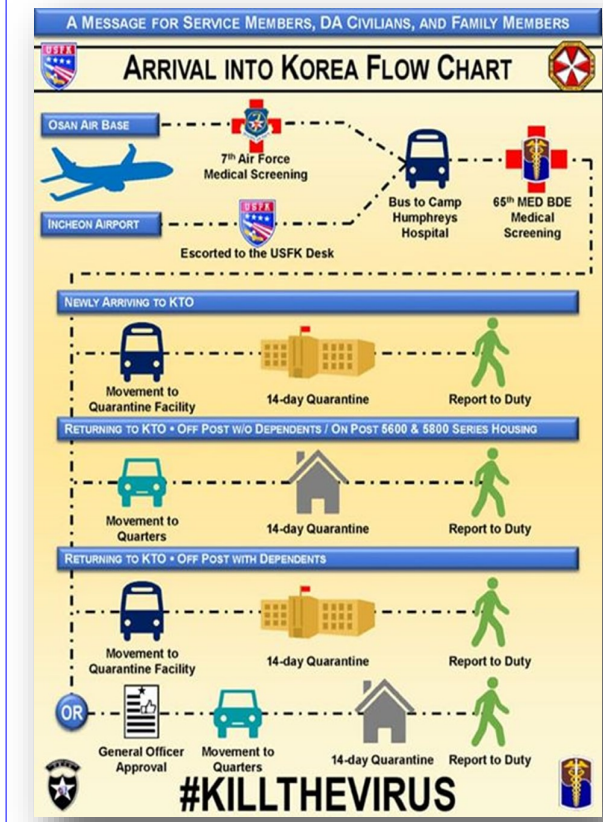 A MESSAGE FOR SERVICE MEMBERS, DA CIVILIANS, AND FAMILY MEMBERS
USFK
ARRIVAL INTO KOREA FLOW CHART
OSAN AIR BASE
7th Air Force
Medical Screening
Bus to Camp
Humphreys
Hospital
65th MED BDE
Medical
Screening
INCHEON AIRPORT
USFK
Escorted to the USFK Desk
NEWLY ARRIVING TO KTO
Movement to
Quarantine Facility
14-day Quarantine
Report to Duty
RETURNING TO KTO • OFF POST W/O DEPENDENTS / ON POST 5600 & 5800 SERIES HOUSING
Movement to
Quarters
14-day Quarantine
Report to Duty
RETURNING TO KTO • OFF POST WITH DEPENDENTS
Movement to
Quarantine Facility
14-day Quarantine
Report to Duty
OR
General Officer
Approval
Movement to
Quarters
14-day Quarantine
Report to Duty
#KILLTHEVIRUS